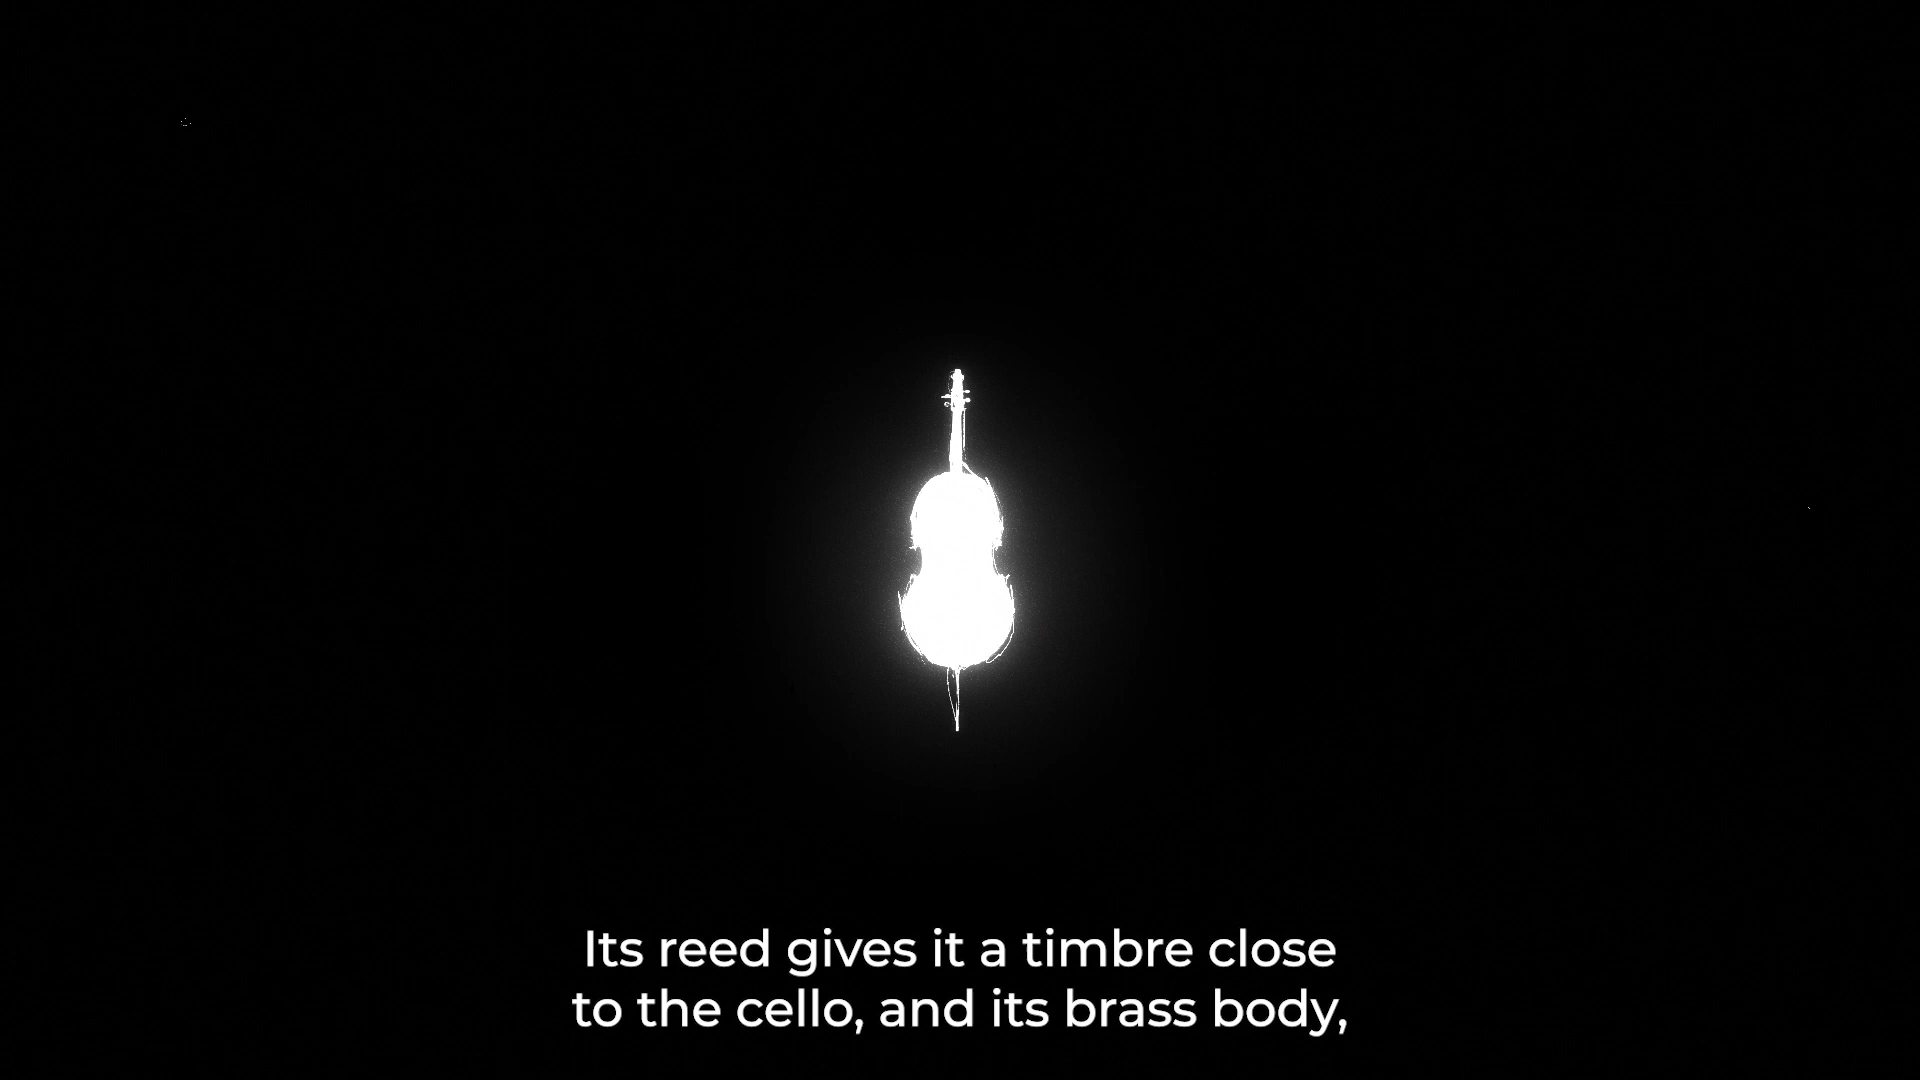 Its reed gives it a timbre close
to the cello, and its brass body,